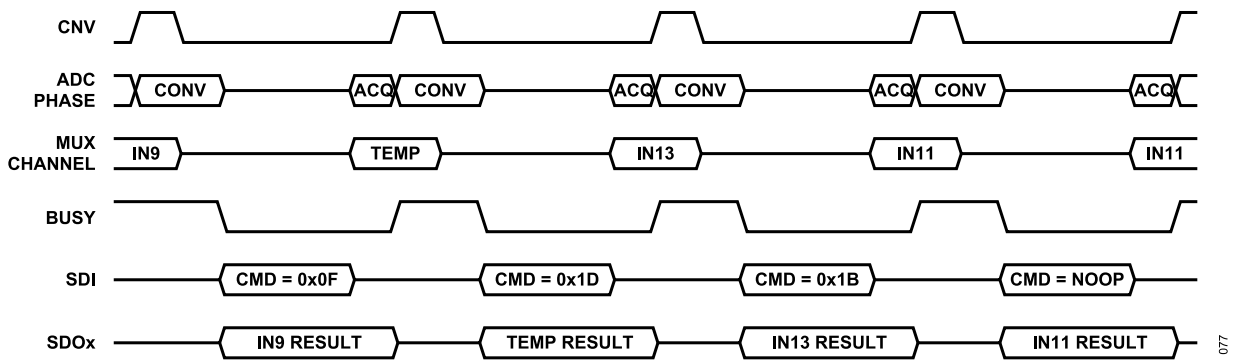 CNV
ADC
PHASE
CONV
ACQ
CONV
ACQ
CONV
ACQ
CONV
ACQ
MUX
CHANNEL
IN9
TEMP
IN13
IN11
IN11
BUSY
SDI
CMD = 0x0F
CMD = 0x1D
CMD = 0x1B
CMD = NOOP
SDOx
IN9 RESULT
TEMP RESULT
IN13 RESULT
IN11 RESULT
077